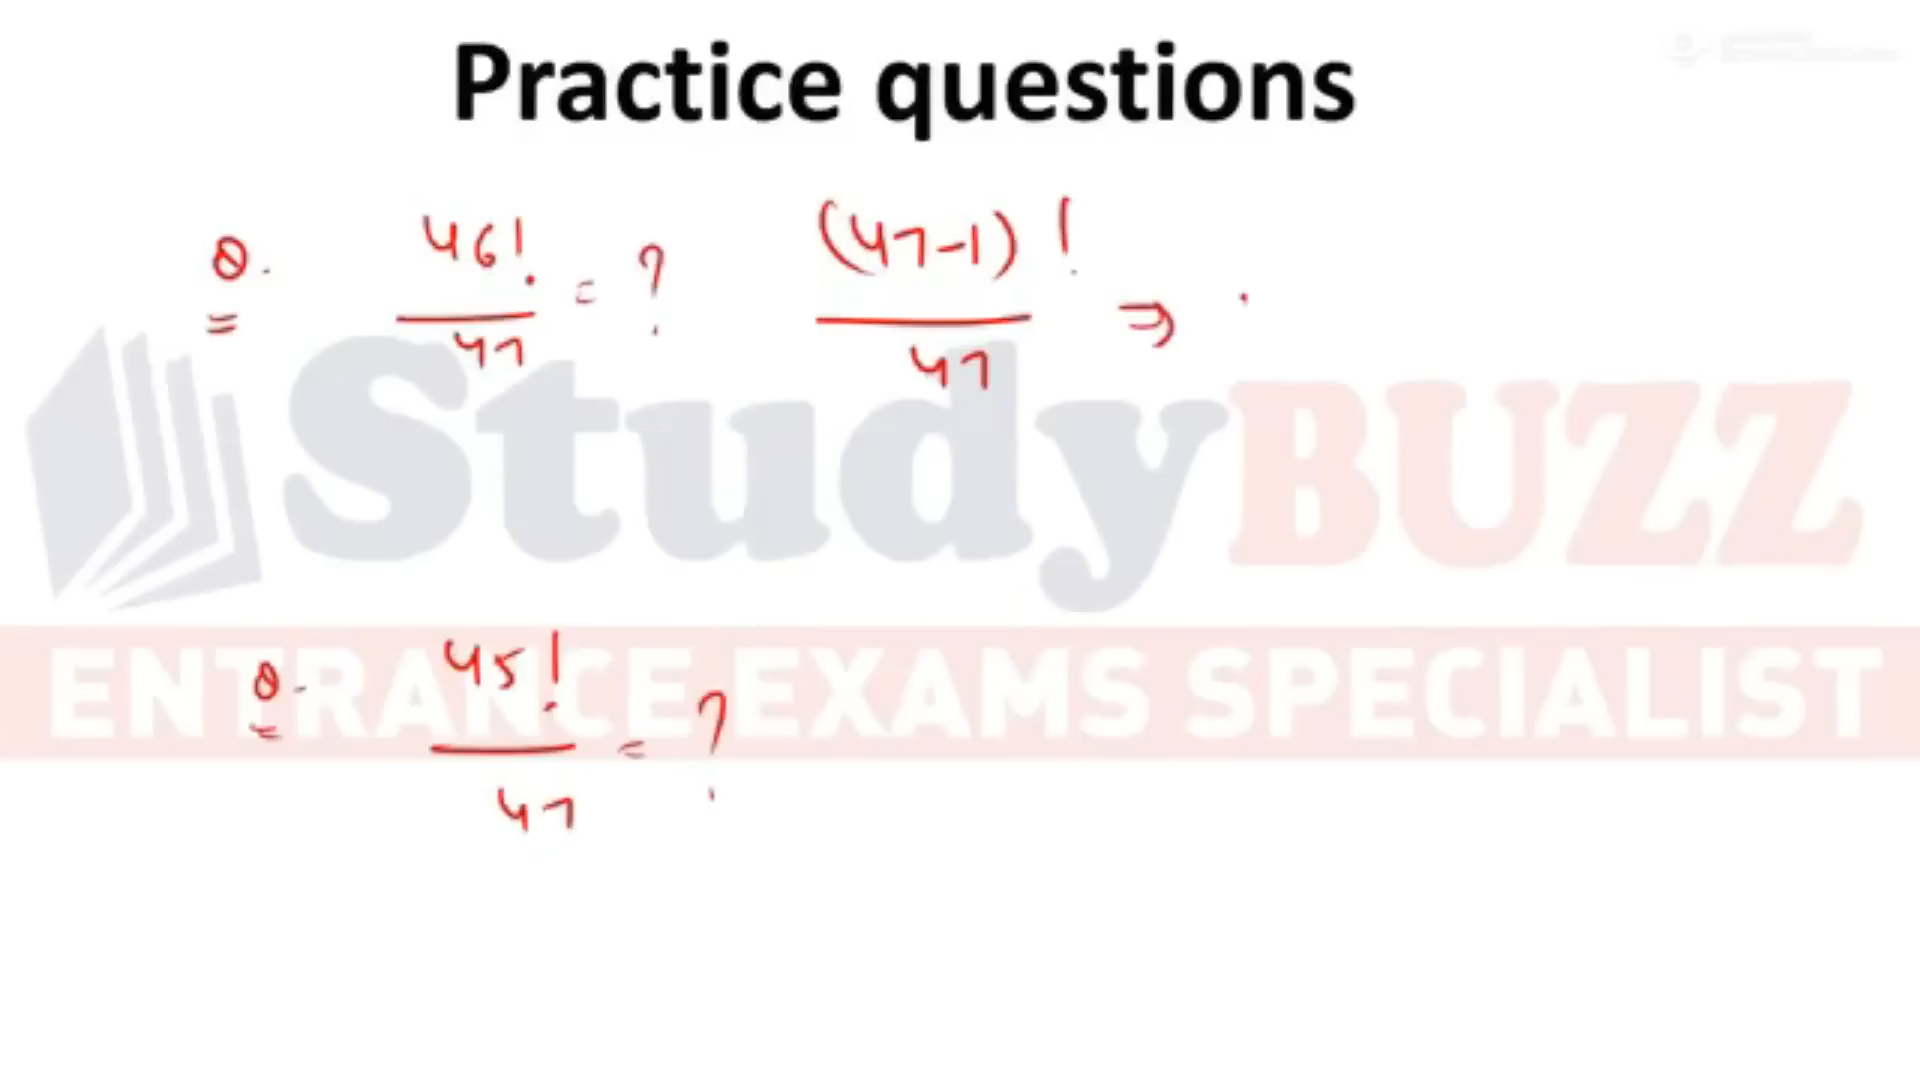 Practice questions
Q. 46!/47 = ? (47-1)!/47 ⇒
StudyBUZZ
ENTRANCE EXAMS SPECIALIST
Q. 45!/47 = ?